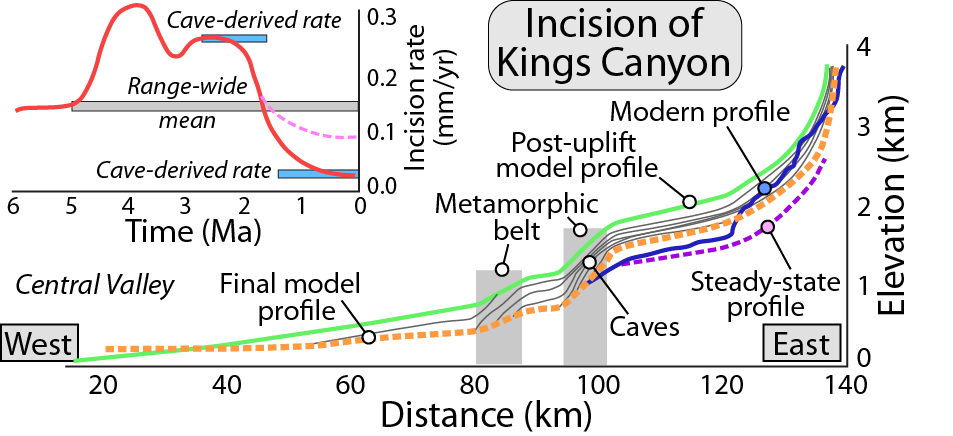 Incision of
Kings Canyon
Cave-derived rate
Range-wide
mean
Cave-derived rate
0.3
0.2
0.1
0.0
Incision rate
(mm/yr)
6 5 4 3 2 1 0
Time (Ma)
Modern profile
Post-uplift
model profile
Metamorphic
belt
Central Valley
Final model
profile
Steady-state
profile
Caves
West
East
4
3
2
1
0
Elevation (km)
20 40 60 80 100 120 140
Distance (km)